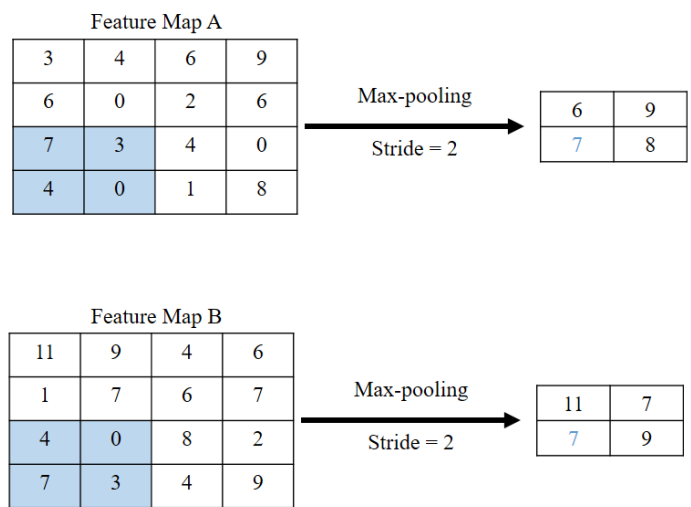 Feature Map A
3 4 6 9
6 0 2 6
7 3 4 0
4 0 1 8
Max-pooling
Stride = 2
6 9
7 8
Feature Map B
11 9 4 6
1 7 6 7
4 0 8 2
7 3 4 9
Max-pooling
Stride = 2
11 7
7 9